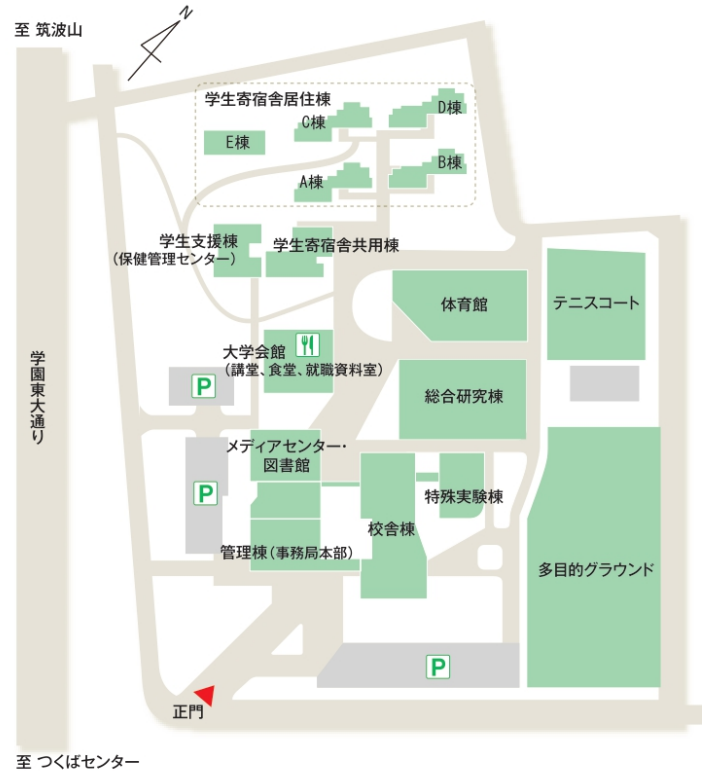 至 筑波山
N
学生寄宿舎居住棟
C棟
D棟
E棟
A棟
B棟
学生支援棟
(保健管理センター)
学生寄宿舎共用棟
体育館
テニスコート
大学会館
(講堂、食堂、就職資料室)
P
総合研究棟
学園東大通り
メディアセンター・
図書館
P
特殊実験棟
校舎棟
管理棟(事務局本部)
多目的グラウンド
P
正門
至 つくばセンター